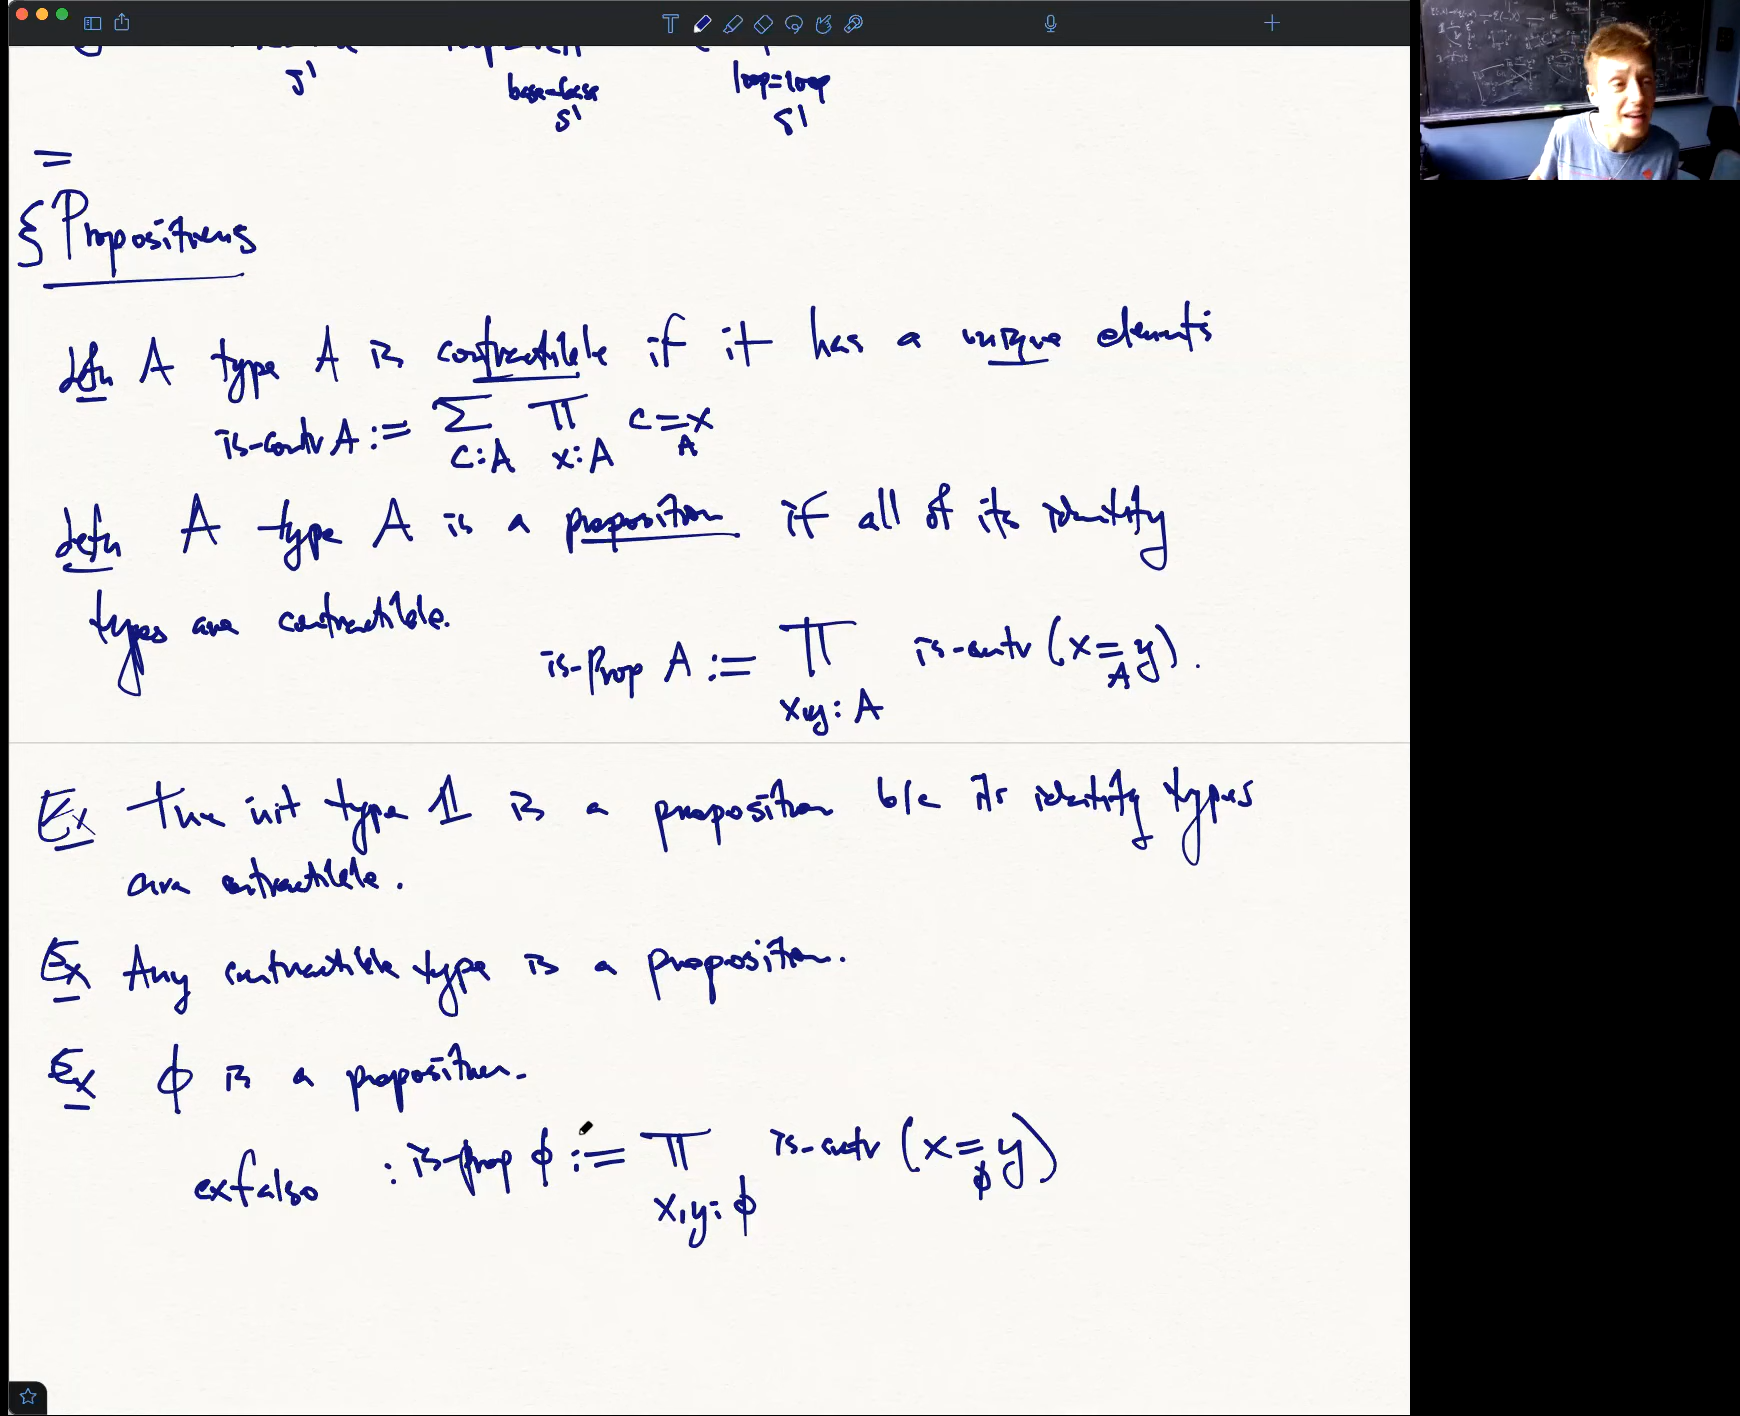 S¹ base=base loop=loop
S¹ S¹
=
§ Propositions
defn A type A is contractible if it has a unique elements
is-contr A := Σ_{c:A} Π_{x:A} c =_A x
defn A type A is a proposition if all of its identity
types are contractible.
is-Prop A := Π_{x,y:A} is-contr (x =_A y).
Ex The unit type 𝟙 is a proposition b/c its identity types
are contractible.
Ex Any contractible type is a proposition.
Ex ϕ is a proposition.
exfalso : is-prop ϕ := Π_{x,y:ϕ} is-contr (x =_ϕ y)